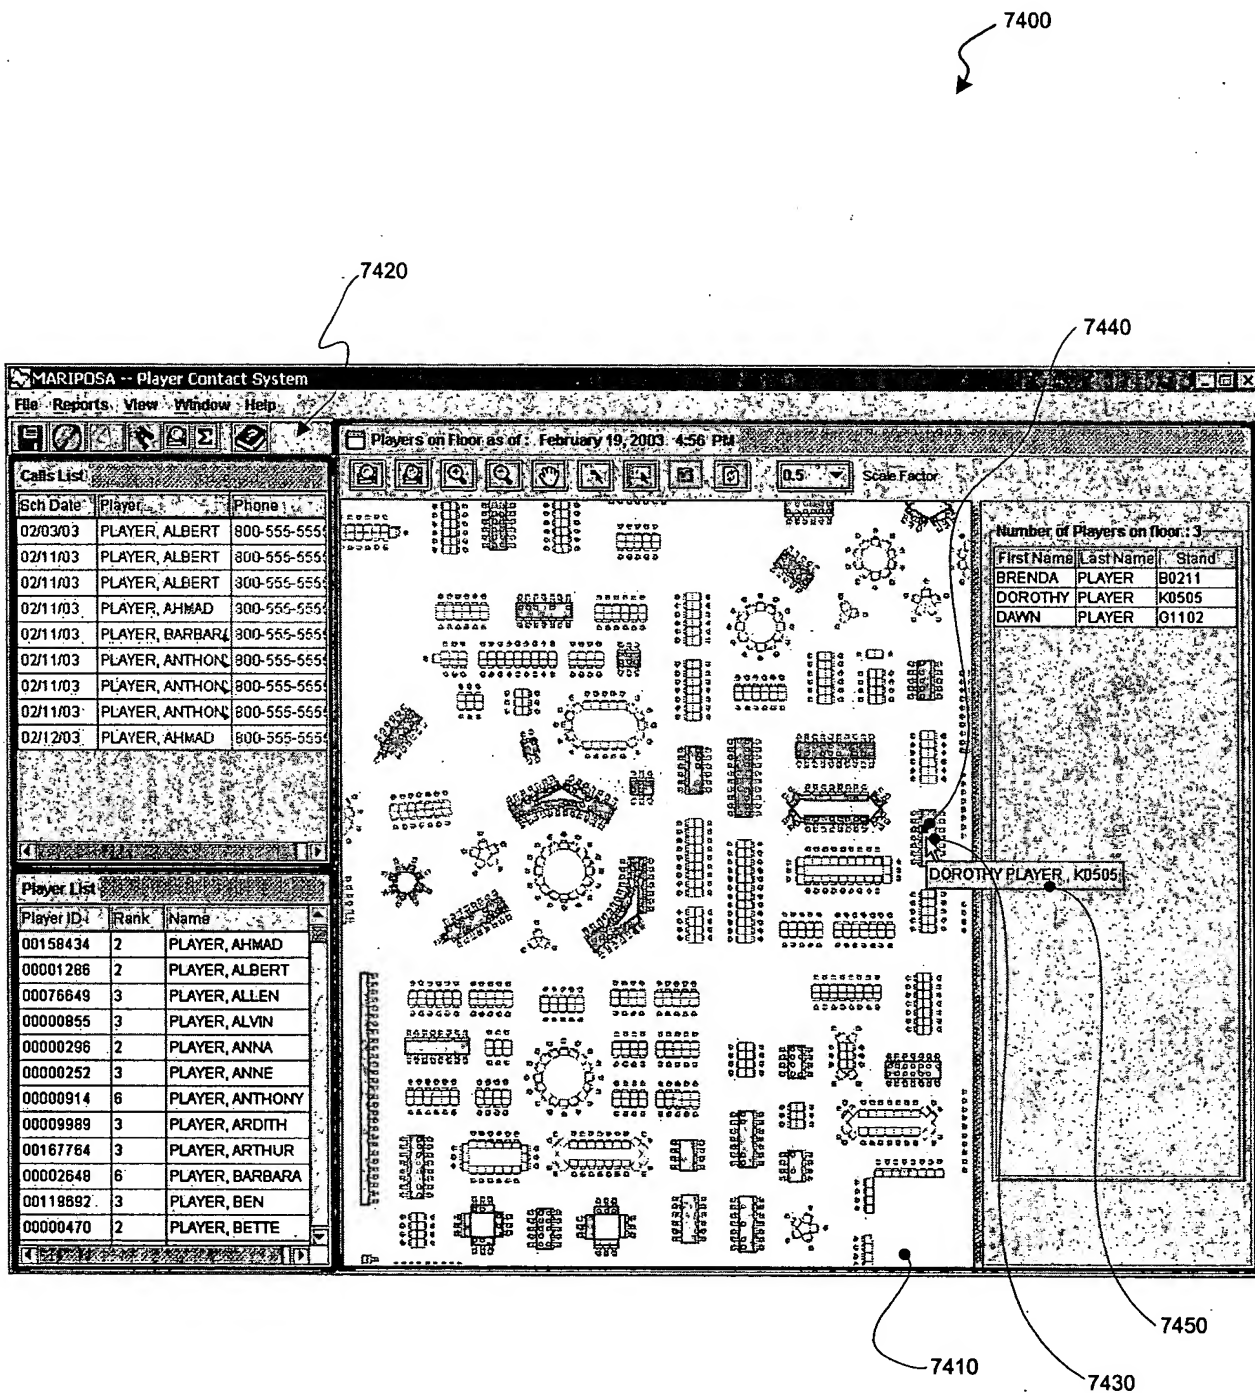 7400
7420
7440
MARIPOSA -- Player Contact System
File Reports View Window Help
Players on Floor as of : February 19, 2003 4:56 PM
0.5 Scale Factor
Calls List
Sch Date Player Phone
02/03/03 PLAYER, ALBERT 800-555-555
02/11/03 PLAYER, ALBERT 800-555-555
02/11/03 PLAYER, ALBERT 800-555-555
02/11/03 PLAYER, AHMAD 800-555-555
02/11/03 PLAYER, BARBAR 800-555-555
02/11/03 PLAYER, ANTHON 800-555-555
02/11/03 PLAYER, ANTHON 800-555-555
02/11/03 PLAYER, ANTHON 800-555-555
02/12/03 PLAYER, AHMAD 800-555-555
Number of Players on floor : 3
First Name Last Name Stand
BRENDA PLAYER B0211
DOROTHY PLAYER K0505
DAWN PLAYER G1102
DOROTHY PLAYER , K0505
Player List
Player ID Rank Name
00158434 2 PLAYER, AHMAD
00001286 2 PLAYER, ALBERT
00076649 3 PLAYER, ALLEN
00000855 3 PLAYER, ALVIN
00000296 2 PLAYER, ANNA
00000252 3 PLAYER, ANNE
00000914 6 PLAYER, ANTHONY
00009989 3 PLAYER, ARDITH
00167764 3 PLAYER, ARTHUR
00002648 6 PLAYER, BARBARA
00119692 3 PLAYER, BEN
00000470 2 PLAYER, BETTE
7450
7410
7430